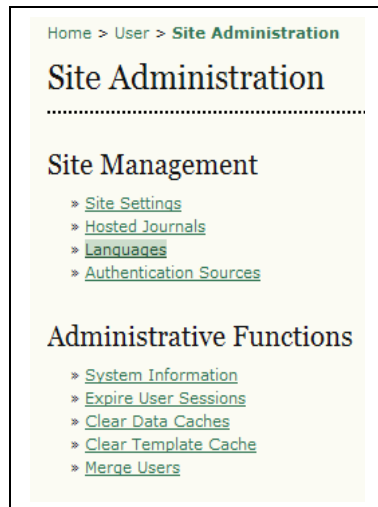 Home > User > Site Administration
Site Administration
Site Management
» Site Settings
» Hosted Journals
» Languages
» Authentication Sources
Administrative Functions
» System Information
» Expire User Sessions
» Clear Data Caches
» Clear Template Cache
» Merge Users